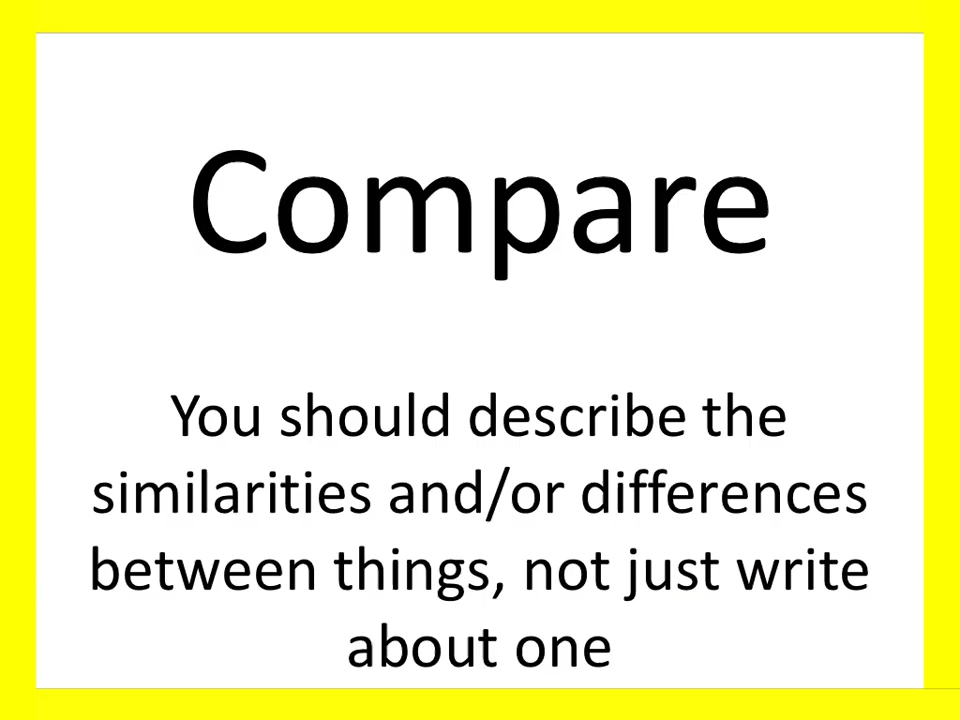 Compare
You should describe the
similarities and/or differences
between things, not just write
about one